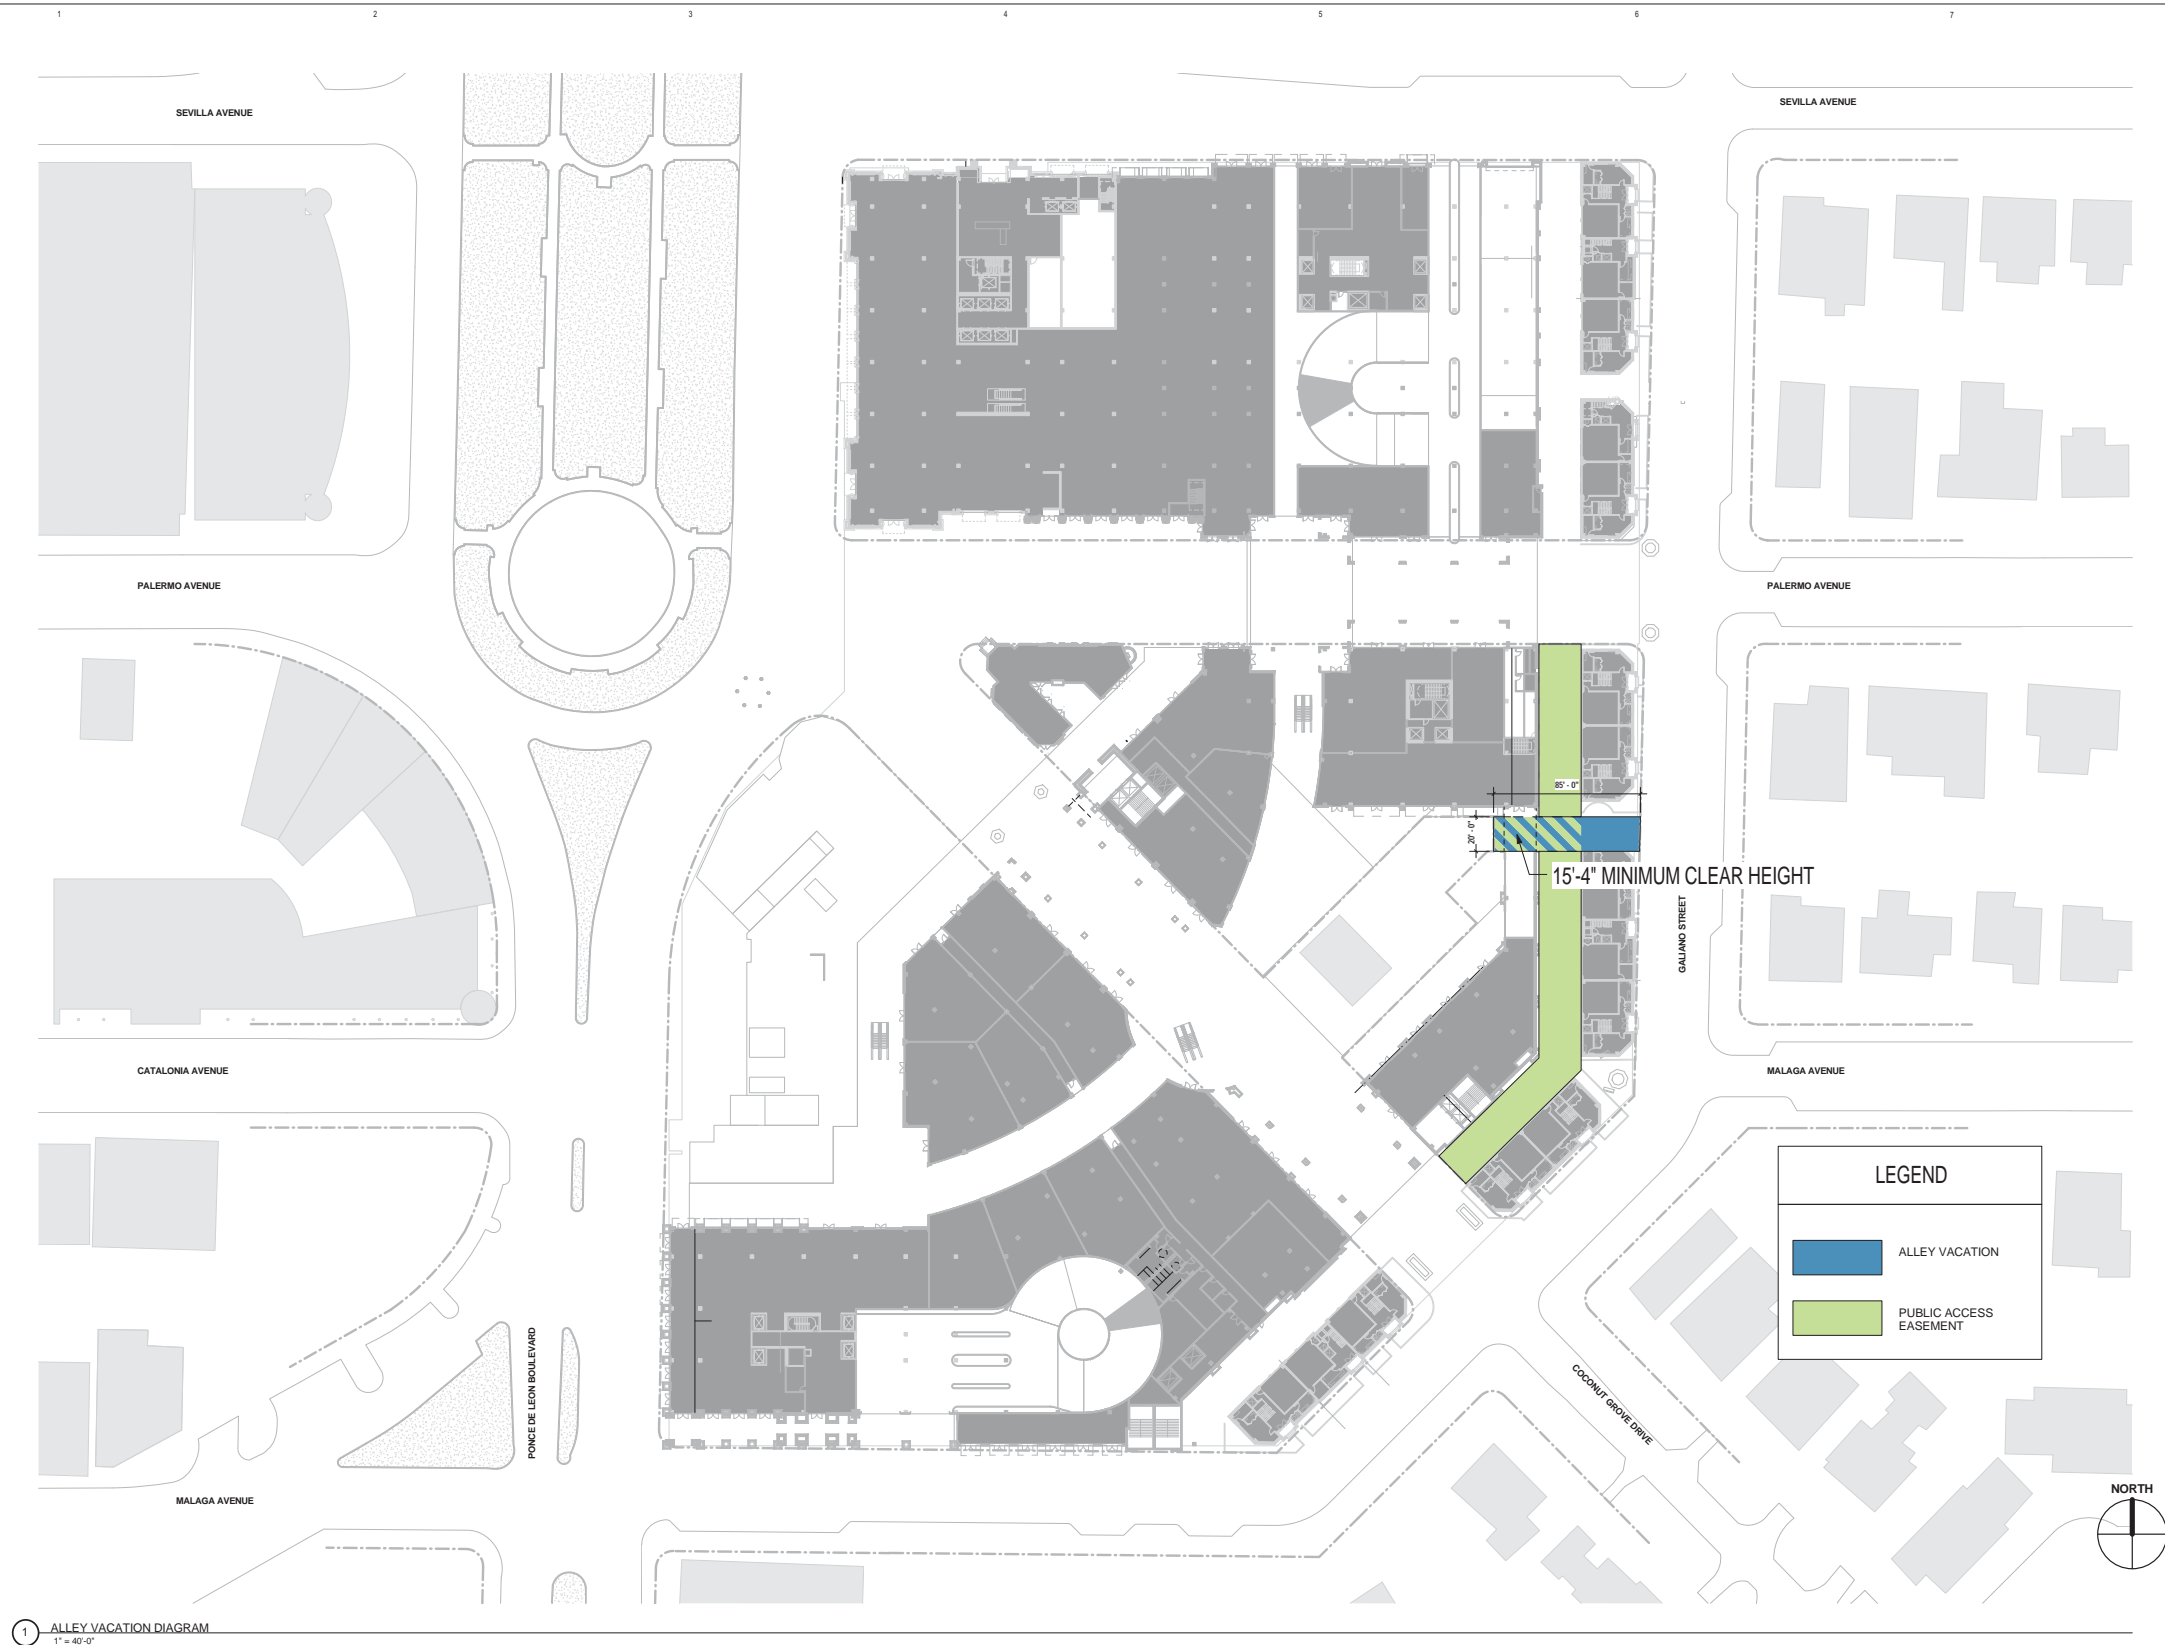 1 2 3 4 5 6 7
SEVILLA AVENUE
SEVILLA AVENUE
PALERMO AVENUE
PALERMO AVENUE
85' - 0"
20' - 0"
15'-4" MINIMUM CLEAR HEIGHT
GALIANO STREET
CATALONIA AVENUE
MALAGA AVENUE
LEGEND
ALLEY VACATION
PUBLIC ACCESS
EASEMENT
PONCE DE LEON BOULEVARD
COCONUT GROVE DRIVE
MALAGA AVENUE
NORTH
1 ALLEY VACATION DIAGRAM
1" = 40'-0"